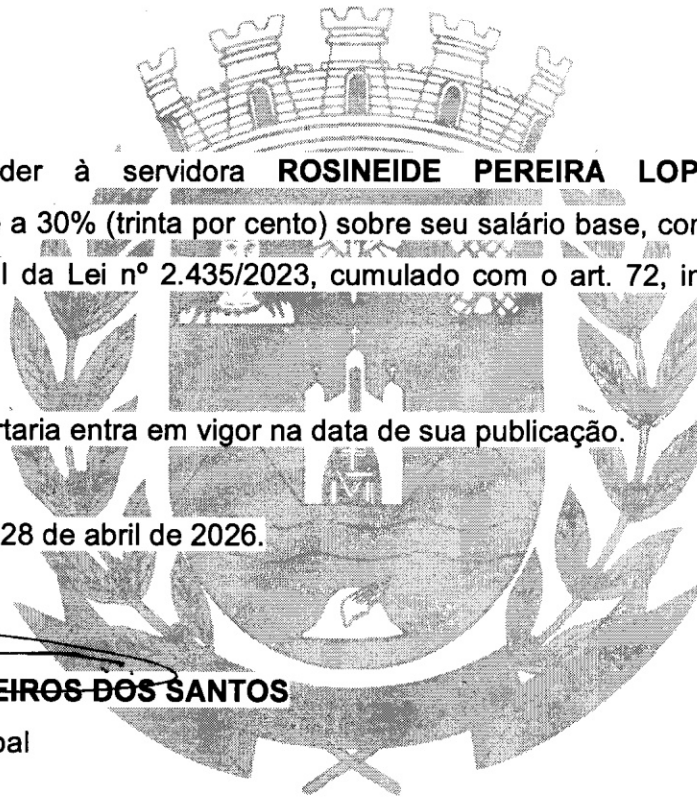 der à servidora ROSINEIDE PEREIRA LOP
a 30% (trinta por cento) sobre seu salário base, con
l da Lei nº 2.435/2023, cumulado com o art. 72, in
rtaria entra em vigor na data de sua publicação.
28 de abril de 2026.
EIROS DOS SANTOS
pal